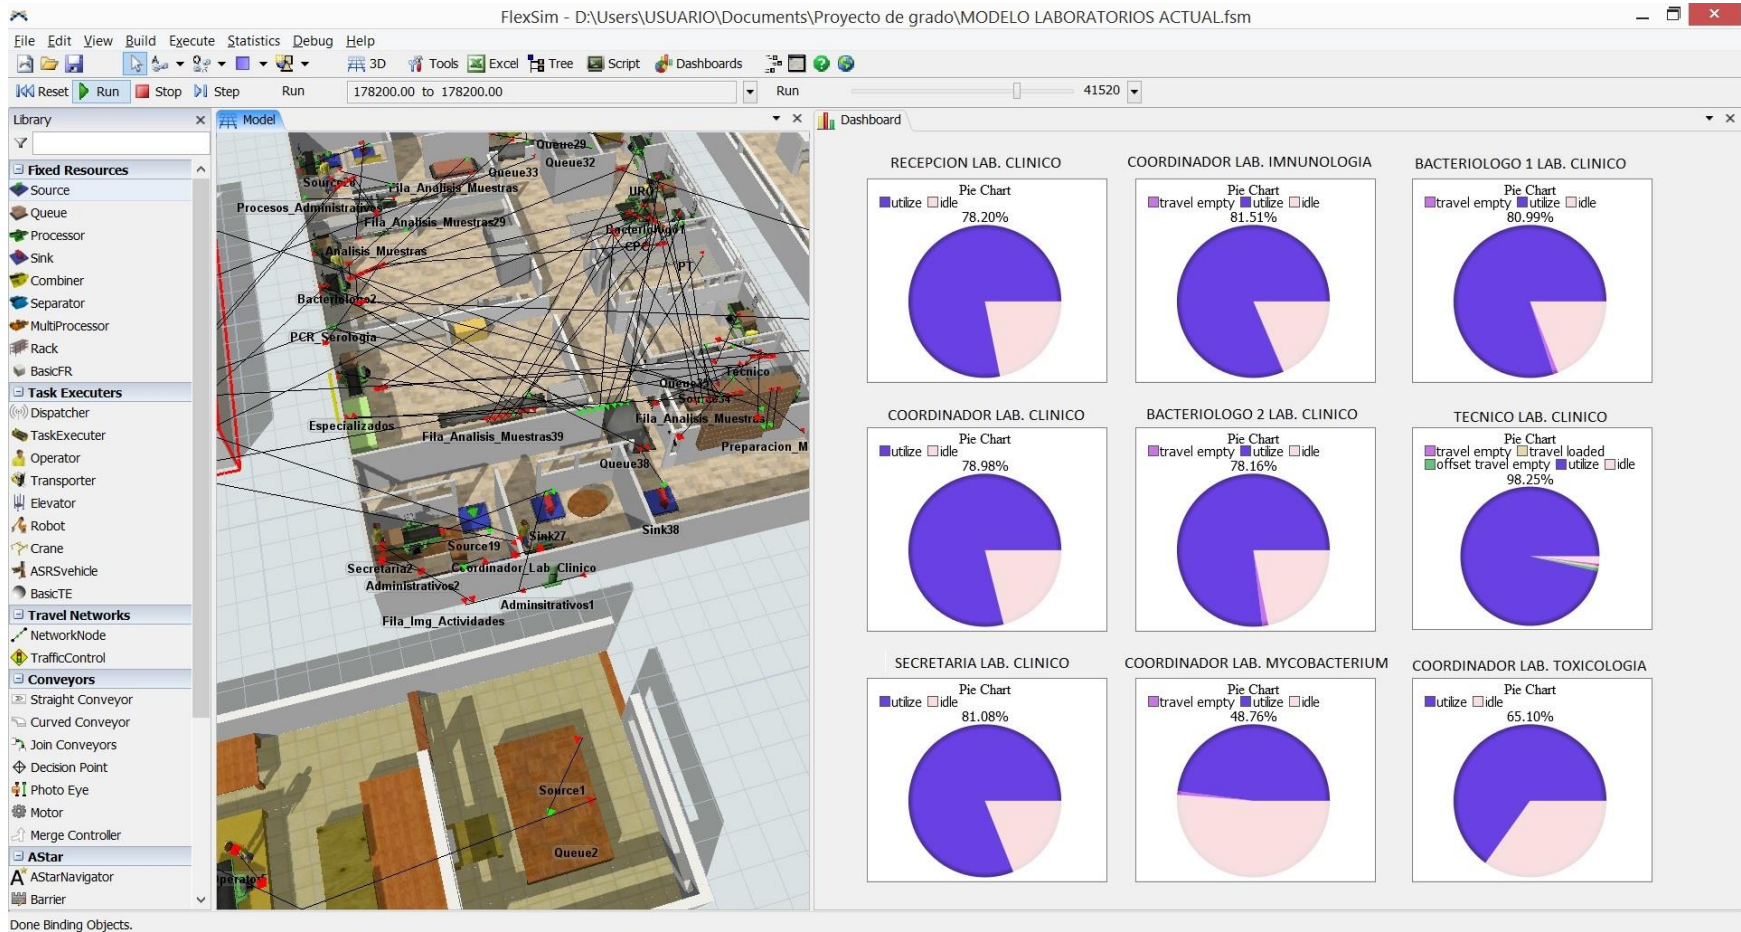 FlexSim - D:\Users\USUARIO\Documents\Proyecto de grado\MODELO LABORATORIOS ACTUAL.fsm
File Edit View Build Execute Statistics Debug Help
3D Tools Excel Tree Script Dashboards
Reset Run Stop Step Run 178200.00 to 178200.00 Run 41520
Library
Fixed Resources
Source
Queue
Processor
Sink
Combiner
Separator
MultiProcessor
Rack
BasicFR
Task Executers
Dispatcher
TaskExecuter
Operator
Transporter
Elevator
Robot
Crane
ASRSvehicle
BasicTE
Travel Networks
NetworkNode
TrafficControl
Conveyors
Straight Conveyor
Curved Conveyor
Join Conveyors
Decision Point
Photo Eye
Motor
Merge Controller
AStar
AStarNavigator
Barrier
Model
Queue29
Queue32
Queue33
Fila_Analisis_Muestras
URO
Procesos_Administrativos
Fila_Analisis_Muestras29
Bacteriologo1
CPC
Analisis_Muestras
PT
Bacteriologo2
PCR_Serologia
Tecnico
Especializados
Fila_Analisis_Muestras39
Fila_Analisis_Muestras
Preparacion_M
Queue38
Sink38
Sink27
Source19
Secretaria2
Coordinador_Lab_Clinico
Administrativos2
Adminsitrativos1
Fila_Img_Actividades
Source1
Queue2
Dashboard
RECEPCION LAB. CLINICO
Pie Chart
utilize idle
78.20%
COORDINADOR LAB. IMNUNOLOGIA
Pie Chart
travel empty utilize idle
81.51%
BACTERIOLOGO 1 LAB. CLINICO
Pie Chart
travel empty utilize idle
80.99%
COORDINADOR LAB. CLINICO
Pie Chart
utilize idle
78.98%
BACTERIOLOGO 2 LAB. CLINICO
Pie Chart
travel empty utilize idle
78.16%
TECNICO LAB. CLINICO
Pie Chart
travel empty travel loaded
offset travel empty utilize idle
98.25%
SECRETARIA LAB. CLINICO
Pie Chart
utilize idle
81.08%
COORDINADOR LAB. MYCOBACTERIUM
Pie Chart
travel empty utilize idle
48.76%
COORDINADOR LAB. TOXICOLOGIA
Pie Chart
utilize idle
65.10%
Done Binding Objects.